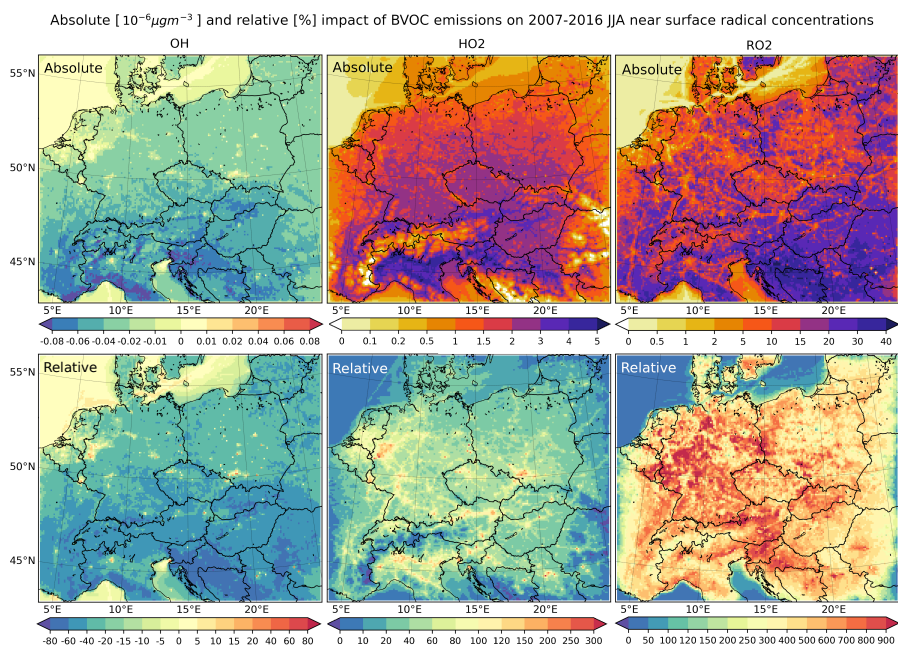 Absolute [ 10⁻⁶μgm⁻³ ] and relative [%] impact of BVOC emissions on 2007-2016 JJA near surface radical concentrations
OH HO2 RO2
55°N Absolute Absolute Absolute
50°N
45°N
5°E 10°E 15°E 20°E 5°E 10°E 15°E 20°E 5°E 10°E 15°E 20°E
-0.08 -0.06 -0.04 -0.02 -0.01 0 0.01 0.02 0.04 0.06 0.08 0 0.1 0.2 0.5 1 1.5 2 3 4 5 0 0.5 1 2 5 10 15 20 30 40
55°N Relative Relative Relative
50°N
45°N
5°E 10°E 15°E 20°E 5°E 10°E 15°E 20°E 5°E 10°E 15°E 20°E
-80 -60 -40 -20 -10 -5 0 5 10 15 20 40 60 80 0 10 20 40 50 60 80 100 120 150 200 250 300 0 50 100 120 150 200 250 300 400 500 600 700 800 900